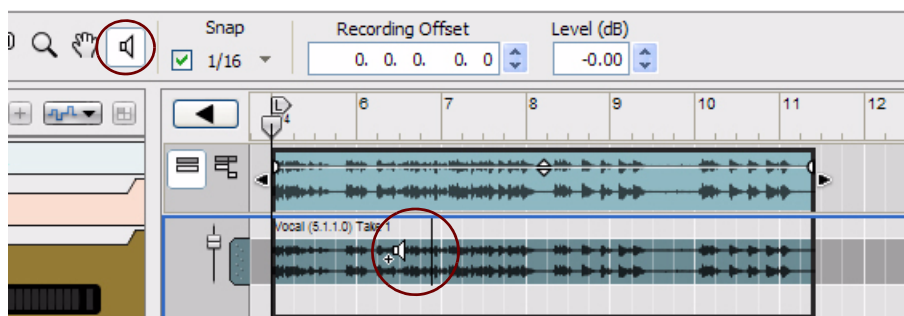 Snap
Recording Offset
Level (dB)
1/16
0. 0. 0. 0. 0
-0.00
L
4
6
7
8
9
10
11
12
Vocal (5.1.1.0) Take 1